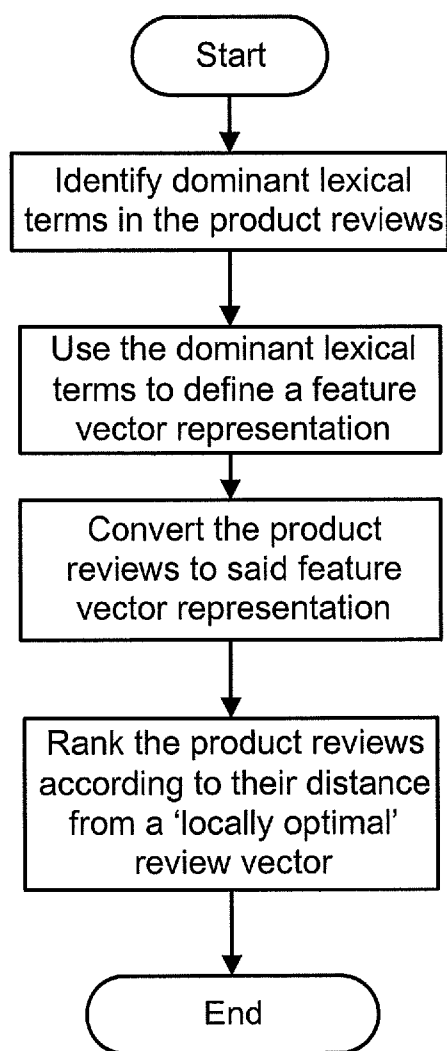 Start
Identify dominant lexical
terms in the product reviews
Use the dominant lexical
terms to define a feature
vector representation
Convert the product
reviews to said feature
vector representation
Rank the product reviews
according to their distance
from a ‘locally optimal’
review vector
End